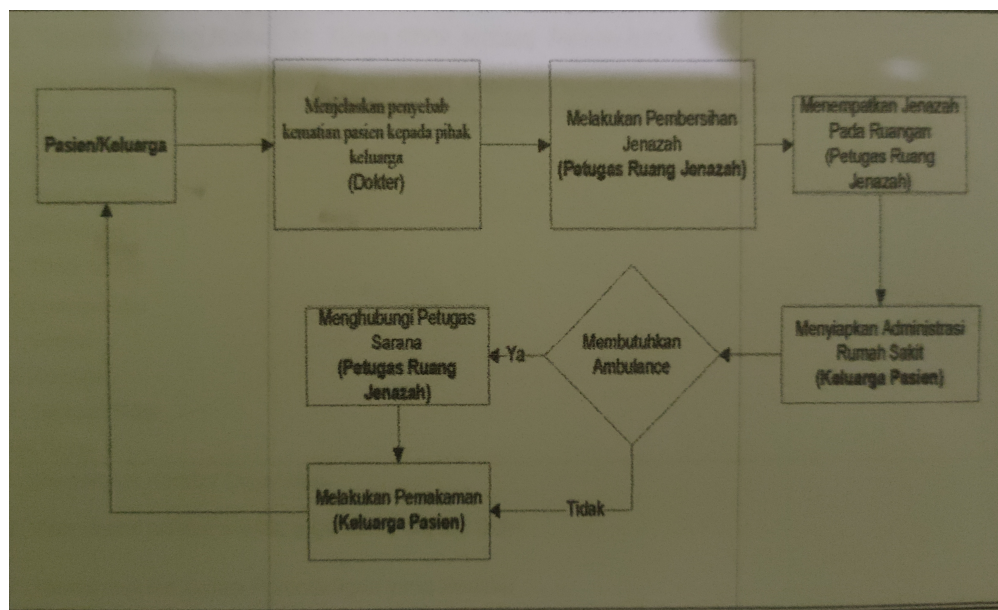 Pasien/Keluarga
Menjelaskan penyebab
kematian pasien kepada pihak
keluarga
(Dokter)
Melakukan Pembersihan
Jenazah
(Petugas Ruang Jenazah)
Menempatkan Jenazah
Pada Ruangan
(Petugas Ruang
Jenazah)
Menyiapkan Administrasi
Rumah Sakit
(Keluarga Pasien)
Membutuhkan
Ambulance
Ya
Menghubungi Petugas
Sarana
(Petugas Ruang
Jenazah)
Tidak
Melakukan Pemakaman
(Keluarga Pasien)